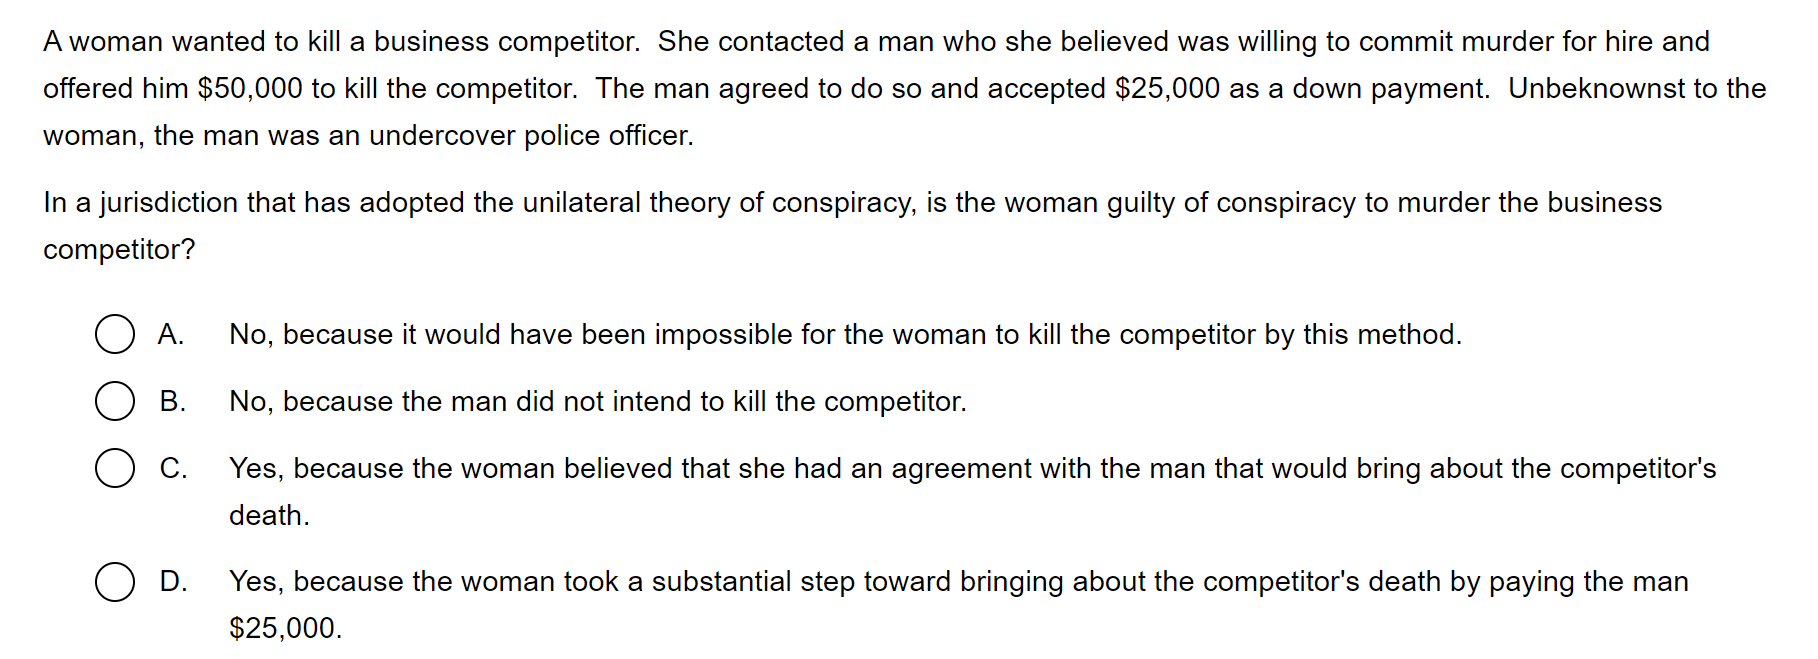 A woman wanted to kill a business competitor.  She contacted a man who she believed was willing to commit murder for hire and
offered him $50,000 to kill the competitor.  The man agreed to do so and accepted $25,000 as a down payment.  Unbeknownst to the
woman, the man was an undercover police officer.
In a jurisdiction that has adopted the unilateral theory of conspiracy, is the woman guilty of conspiracy to murder the business
competitor?
A. No, because it would have been impossible for the woman to kill the competitor by this method.
B. No, because the man did not intend to kill the competitor.
C. Yes, because the woman believed that she had an agreement with the man that would bring about the competitor's
death.
D. Yes, because the woman took a substantial step toward bringing about the competitor's death by paying the man
$25,000.